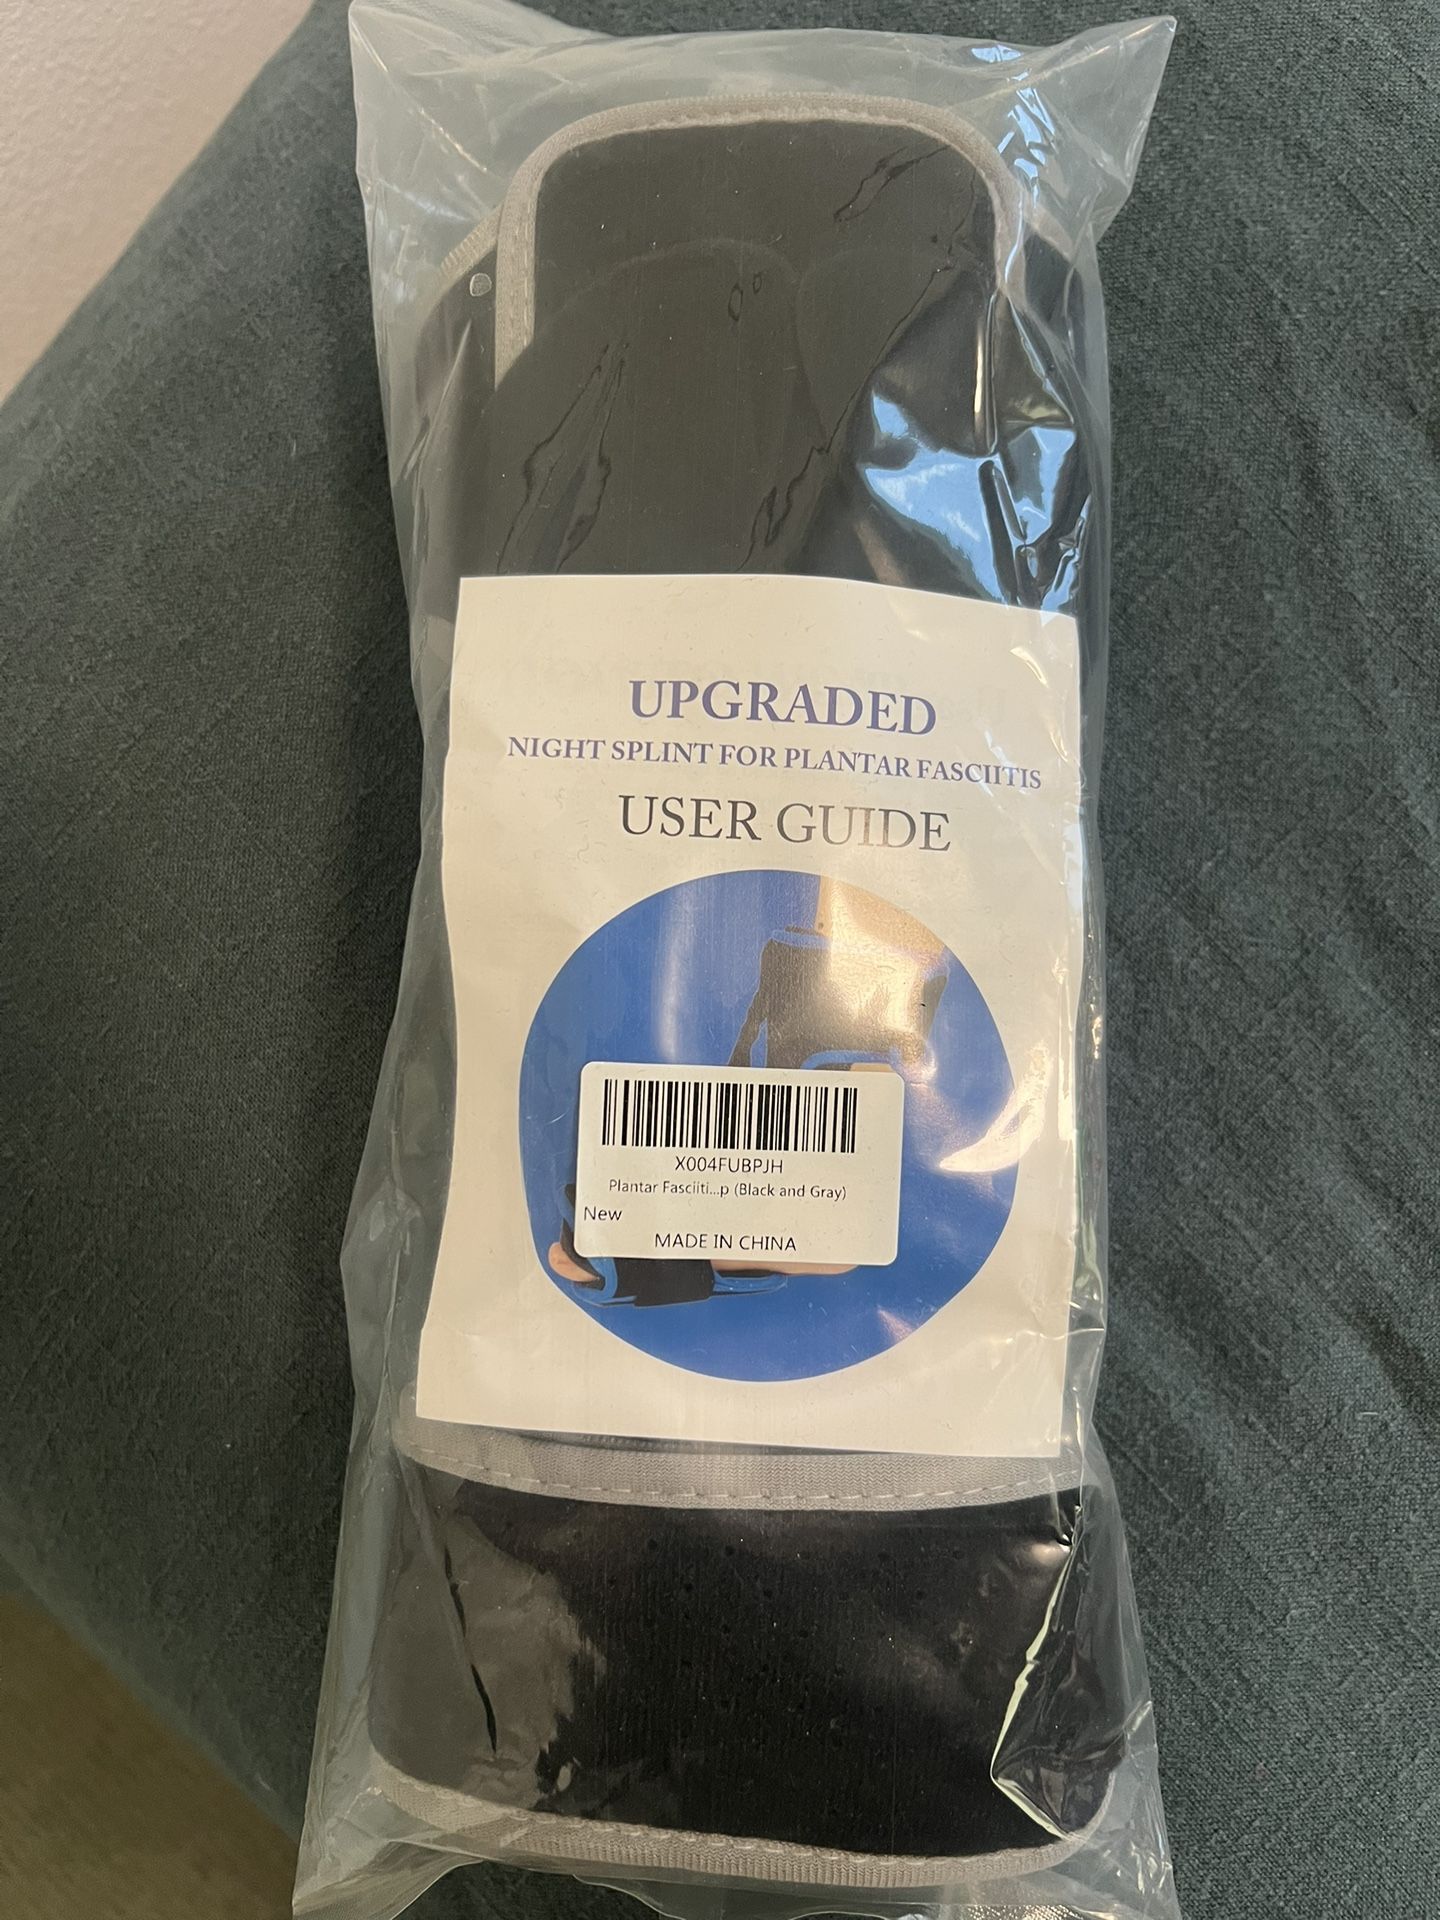 UPGRADED
NIGHT SPLINT FOR PLANTAR FASCIITIS
USER GUIDE
X004FUBPJH
Plantar Fasciiti...p (Black and Gray)
New
MADE IN CHINA